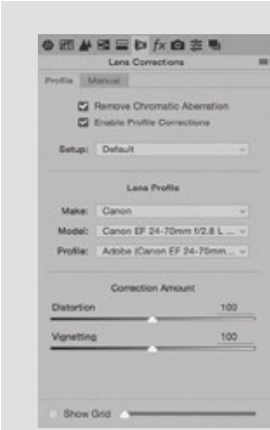 fx
Lens Corrections
Profile Manual
Remove Chromatic Aberration
Enable Profile Corrections
Setup: Default
Lens Profile
Make: Canon
Model: Canon EF 24-70mm f/2.8 L ...
Profile: Adobe (Canon EF 24-70mm...
Correction Amount
Distortion 100
Vignetting 100
Show Grid